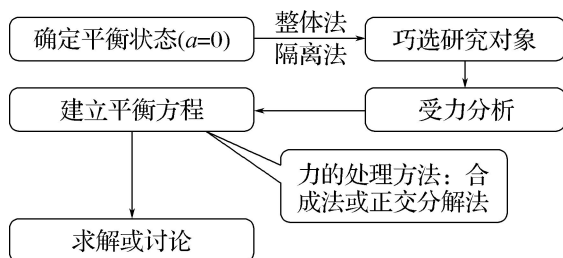 确定平衡状态(a=0)
整体法
隔离法
巧选研究对象
受力分析
建立平衡方程
力的处理方法：合
成法或正交分解法
求解或讨论